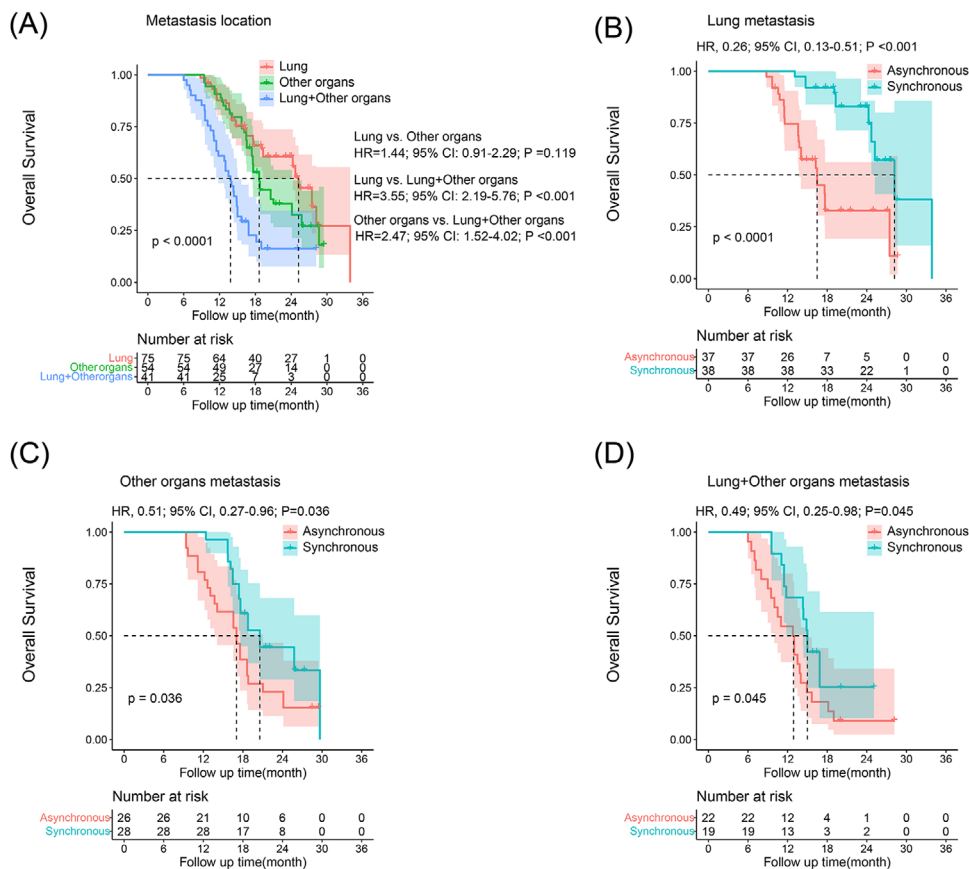 (A)
Metastasis location
Lung
Other organs
Lung+Other organs
Overall Survival
1.00
0.75
0.50
0.25
0.00
Lung vs. Other organs
HR=1.44; 95% CI: 0.91-2.29; P =0.119
Lung vs. Lung+Other organs
HR=3.55; 95% CI: 2.19-5.76; P <0.001
Other organs vs. Lung+Other organs
HR=2.47; 95% CI: 1.52-4.02; P <0.001
p < 0.0001
0 6 12 18 24 30 36
Follow up time(month)
Number at risk
Lung 75 75 64 40 27 1 0
Other organs 54 54 49 27 14 0 0
Lung+Otherorgans 41 41 25 7 3 0 0
0 6 12 18 24 30 36
Follow up time(month)
(B)
Lung metastasis
HR, 0.26; 95% CI, 0.13-0.51; P <0.001
Asynchronous
Synchronous
Overall Survival
1.00
0.75
0.50
0.25
0.00
p < 0.0001
0 6 12 18 24 30 36
Follow up time(month)
Number at risk
Asynchronous 37 37 26 7 5 0 0
Synchronous 38 38 38 33 22 1 0
0 6 12 18 24 30 36
Follow up time(month)
(C)
Other organs metastasis
HR, 0.51; 95% CI, 0.27-0.96; P=0.036
Asynchronous
Synchronous
Overall Survival
1.00
0.75
0.50
0.25
0.00
p = 0.036
0 6 12 18 24 30 36
Follow up time(month)
Number at risk
Asynchronous 26 26 21 10 6 0 0
Synchronous 28 28 28 17 8 0 0
0 6 12 18 24 30 36
Follow up time(month)
(D)
Lung+Other organs metastasis
HR, 0.49; 95% CI, 0.25-0.98; P=0.045
Asynchronous
Synchronous
Overall Survival
1.00
0.75
0.50
0.25
0.00
p = 0.045
0 6 12 18 24 30 36
Follow up time(month)
Number at risk
Asynchronous 22 22 12 4 1 0 0
Synchronous 19 19 13 3 2 0 0
0 6 12 18 24 30 36
Follow up time(month)